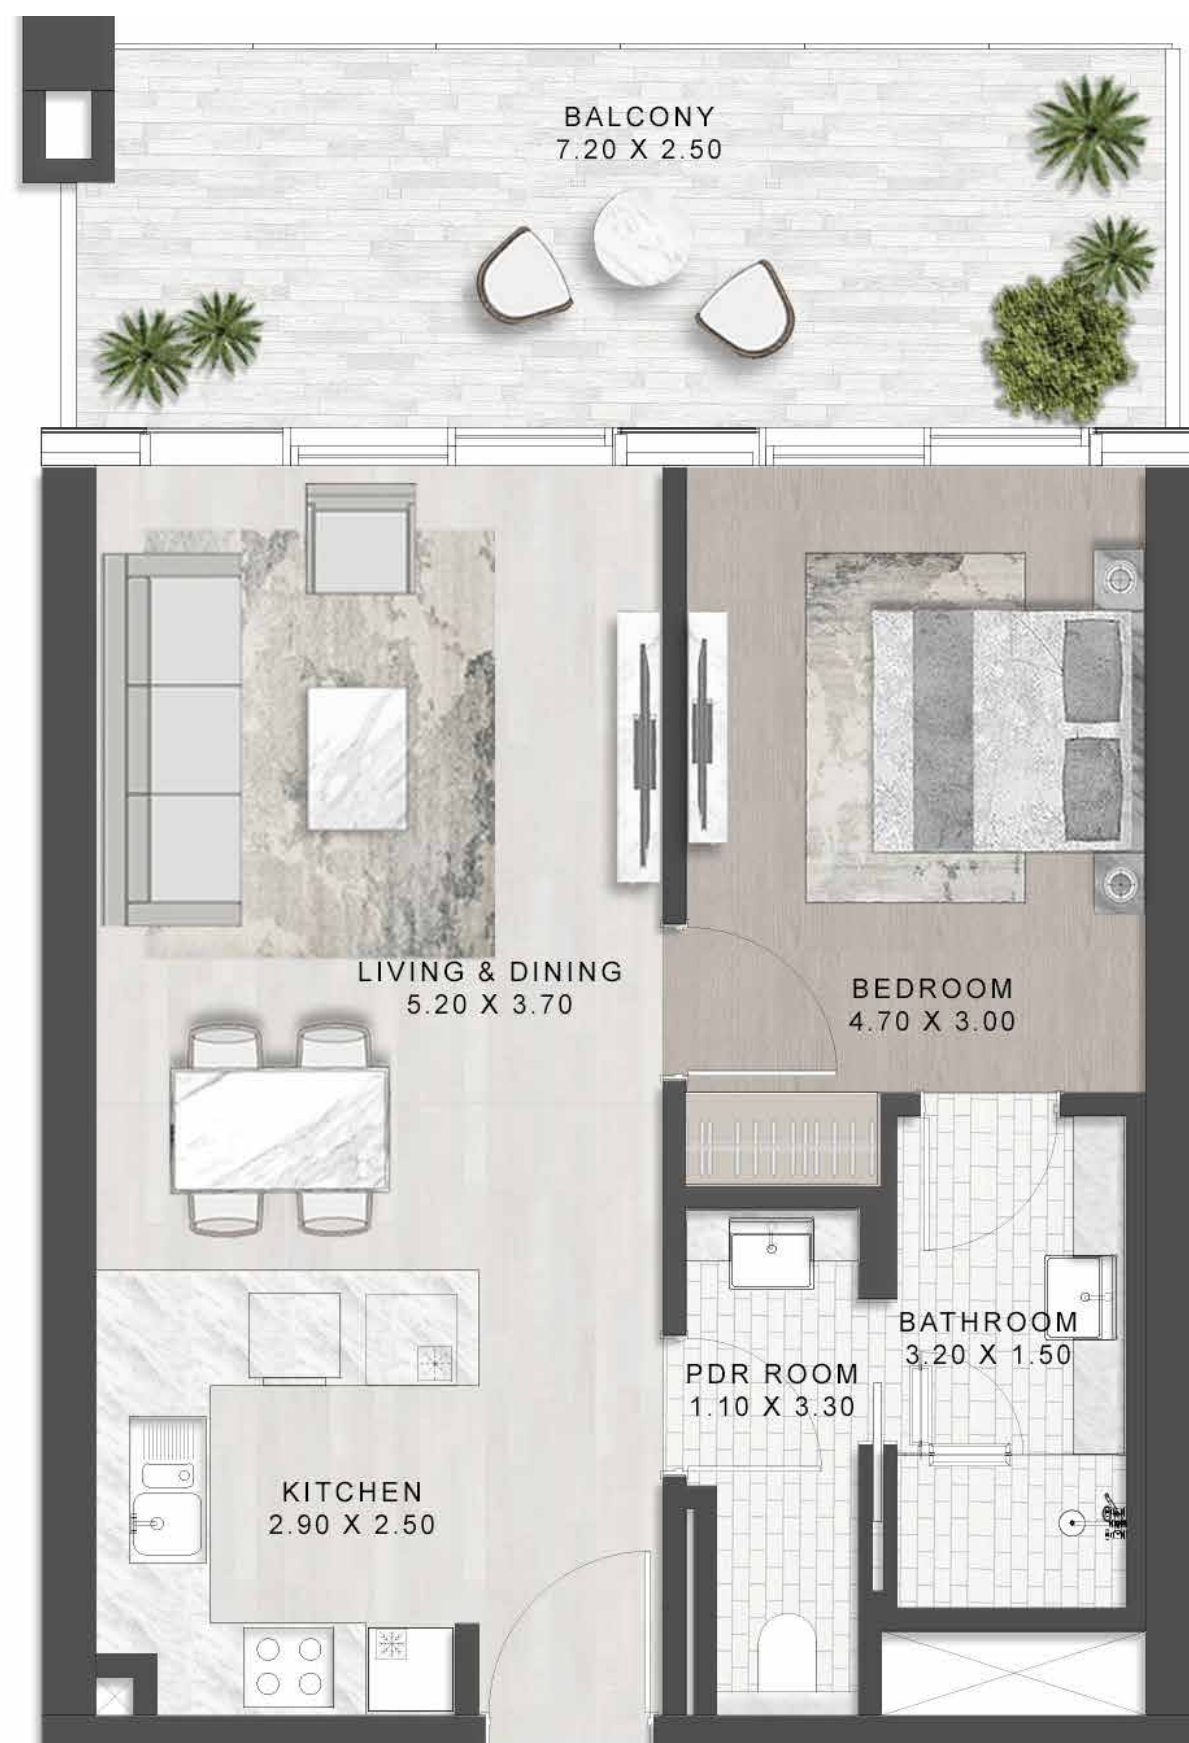 BALCONY
7.20 X 2.50
LIVING & DINING
5.20 X 3.70
BEDROOM
4.70 X 3.00
BATHROOM
3.20 X 1.50
PDR ROOM
1.10 X 3.30
KITCHEN
2.90 X 2.50